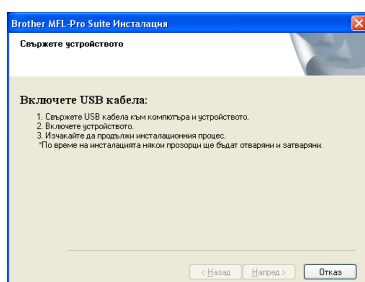 Brother MFL-Pro Suite Инсталация
Свържете устройството
Включете USB кабела:
1. Свържете USB кабела към компютъра и устройството.
2. Включете устройството.
3. Изчакайте да продължи инсталационния процес.
*По време на инсталацията някои прозорци ще бъдат отваряни и затваряни.
< Назад Напред > Отказ